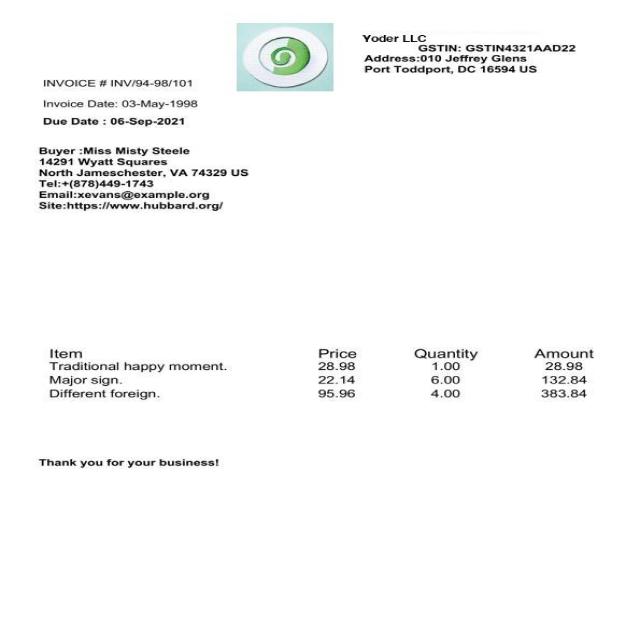 Yoder LLC
GSTIN: GSTIN4321AAD22
Address:010 Jeffrey Glens
Port Toddport, DC 16594 US
INVOICE # INV/94-98/101
Invoice Date: 03-May-1998
Due Date : 06-Sep-2021
Buyer :Miss Misty Steele
14291 Wyatt Squares
North Jameschester, VA 74329 US
Tel:+(878)449-1743
Email:xevans@example.org
Site:https://www.hubbard.org/
Item Price Quantity Amount
Traditional happy moment. 28.98 1.00 28.98
Major sign. 22.14 6.00 132.84
Different foreign. 95.96 4.00 383.84
Thank you for your business!